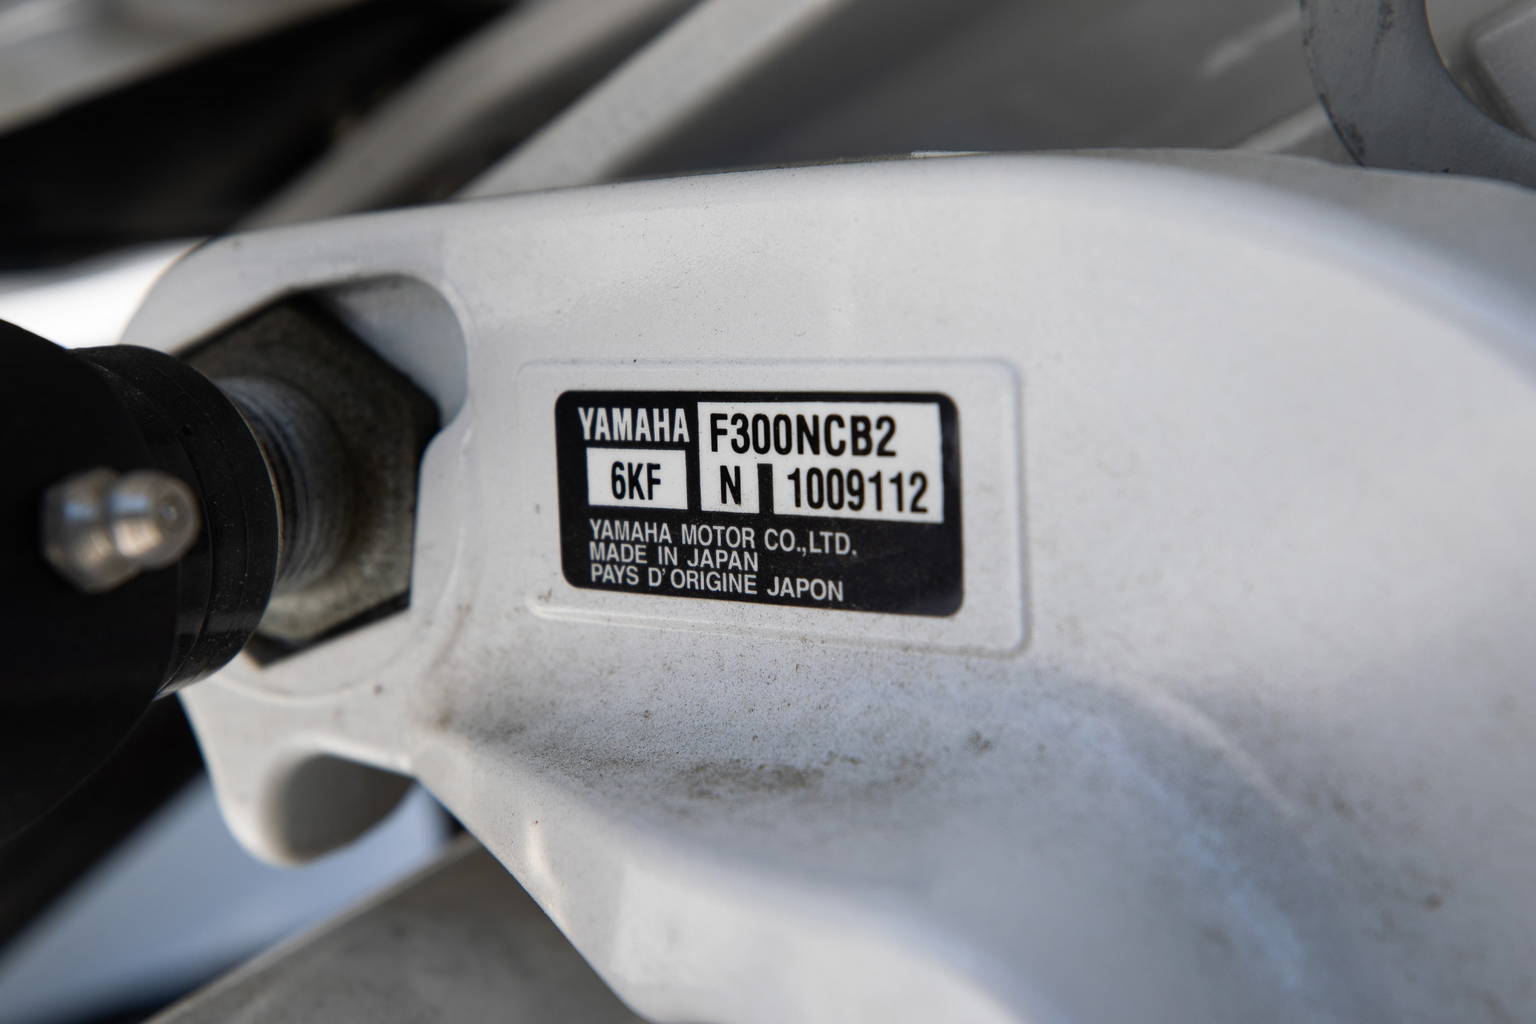 YAMAHA F300NCB2
6KF N 1009112
YAMAHA MOTOR CO.,LTD.
MADE IN JAPAN
PAYS D'ORIGINE JAPON